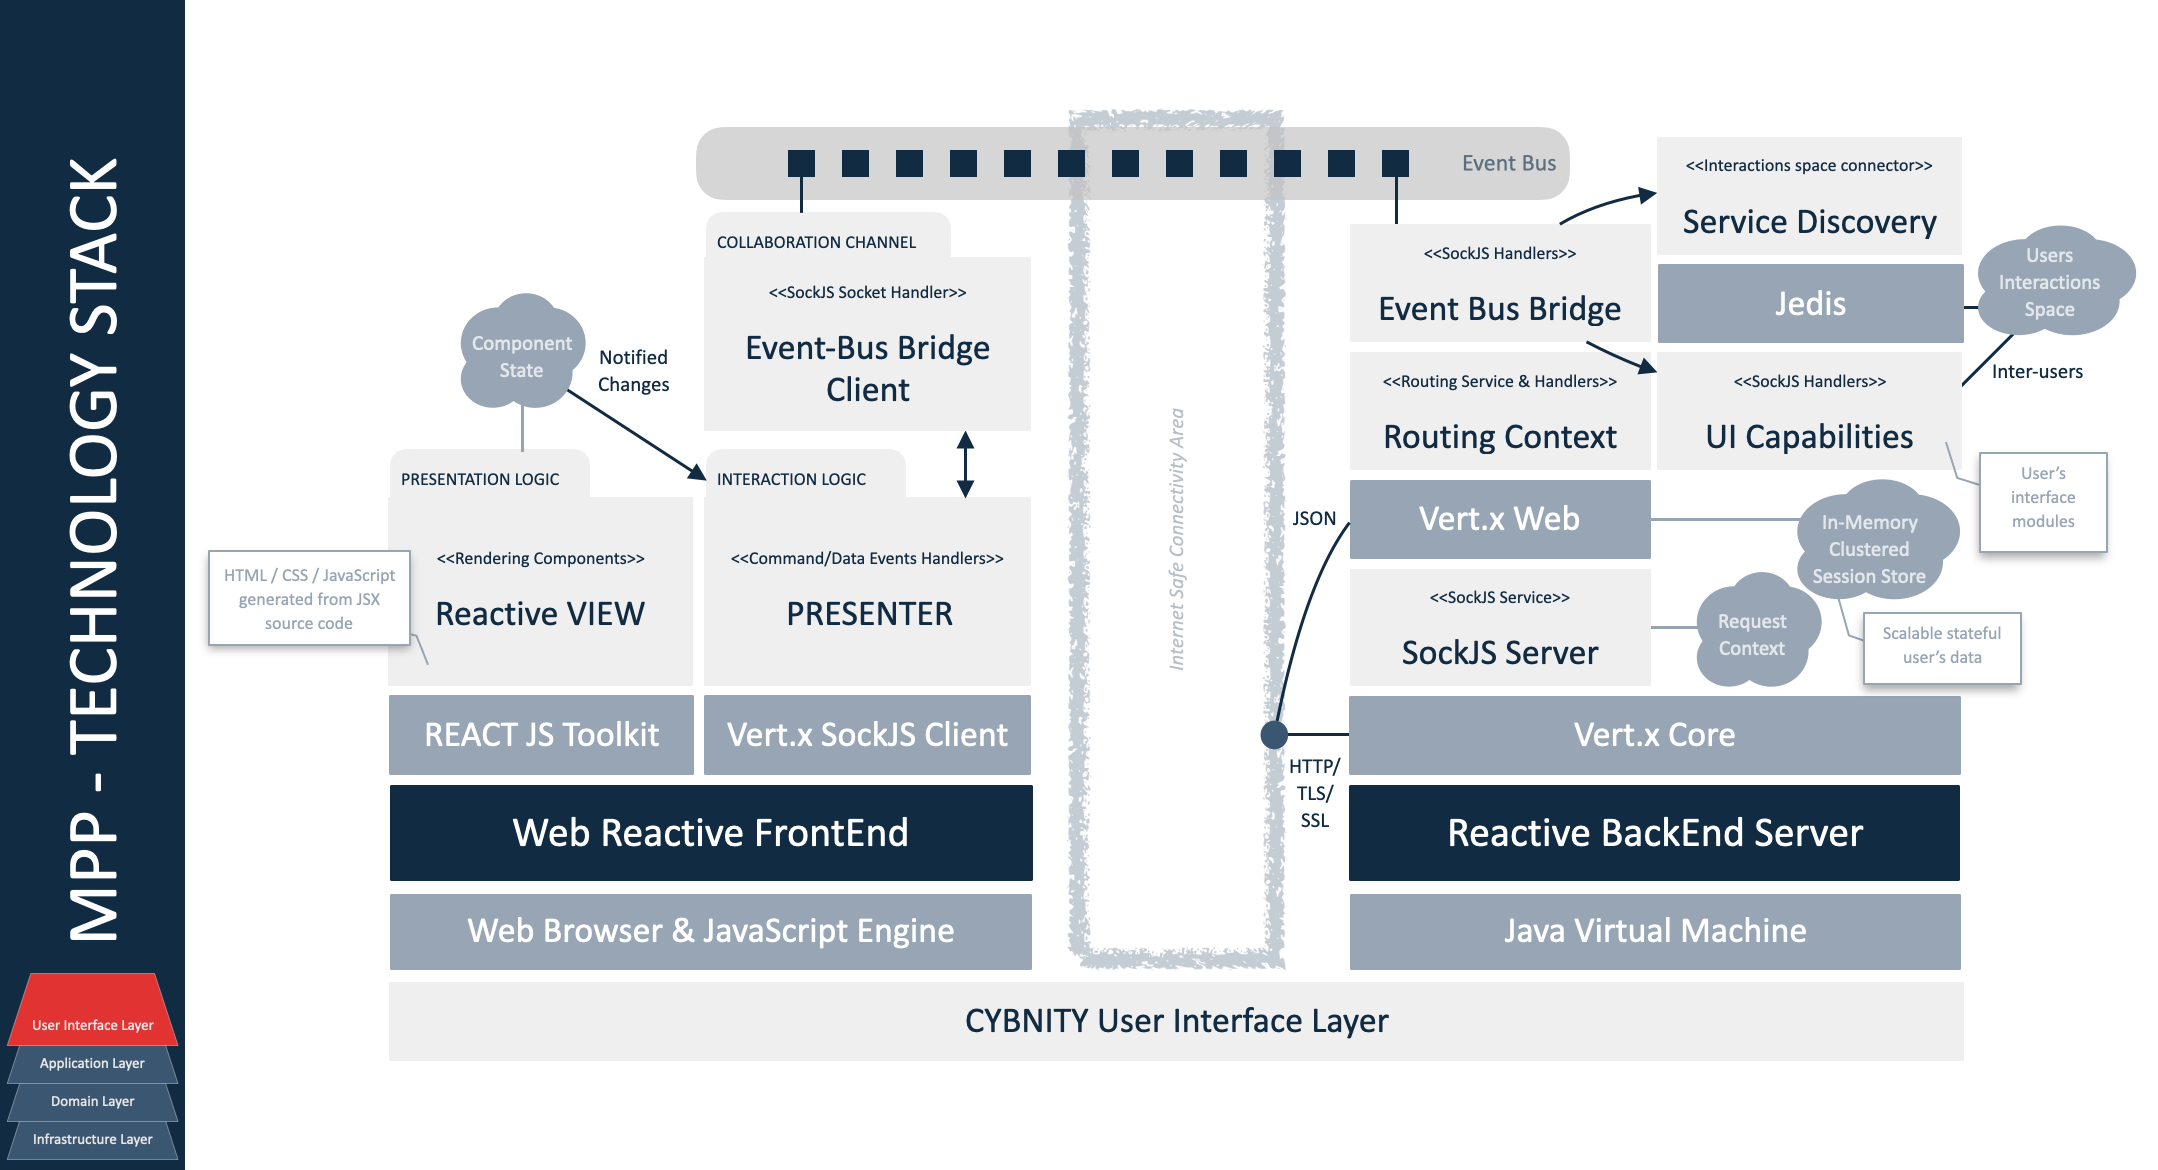 MPP - TECHNOLOGY STACK
User Interface Layer
Application Layer
Domain Layer
Infrastructure Layer
Event Bus
COLLABORATION CHANNEL
<<SockJS Socket Handler>>
Event-Bus Bridge
Client
Component
State
Notified
Changes
PRESENTATION LOGIC
<<Rendering Components>>
Reactive VIEW
HTML / CSS / JavaScript
generated from JSX
source code
INTERACTION LOGIC
<<Command/Data Events Handlers>>
PRESENTER
REACT JS Toolkit
Vert.x SockJS Client
Web Reactive FrontEnd
Web Browser & JavaScript Engine
Internet Safe Connectivity Area
<<Interactions space connector>>
Service Discovery
<<SockJS Handlers>>
Event Bus Bridge
Jedis
Users
Interactions
Space
Inter-users
<<Routing Service & Handlers>>
Routing Context
<<SockJS Handlers>>
UI Capabilities
User's
interface
modules
JSON
Vert.x Web
In-Memory
Clustered
Session Store
<<SockJS Service>>
SockJS Server
Request
Context
Scalable stateful
user's data
HTTP/
TLS/
SSL
Vert.x Core
Reactive BackEnd Server
Java Virtual Machine
CYBNITY User Interface Layer